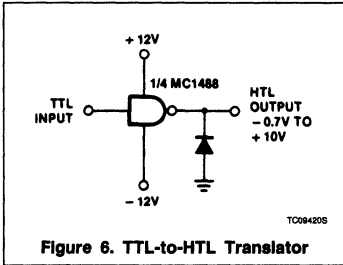 + 12V
1/4 MC1488
TTL
INPUT
HTL
OUTPUT
– 0.7V TO
+ 10V
– 12V
TC09420S
Figure 6. TTL-to-HTL Translator